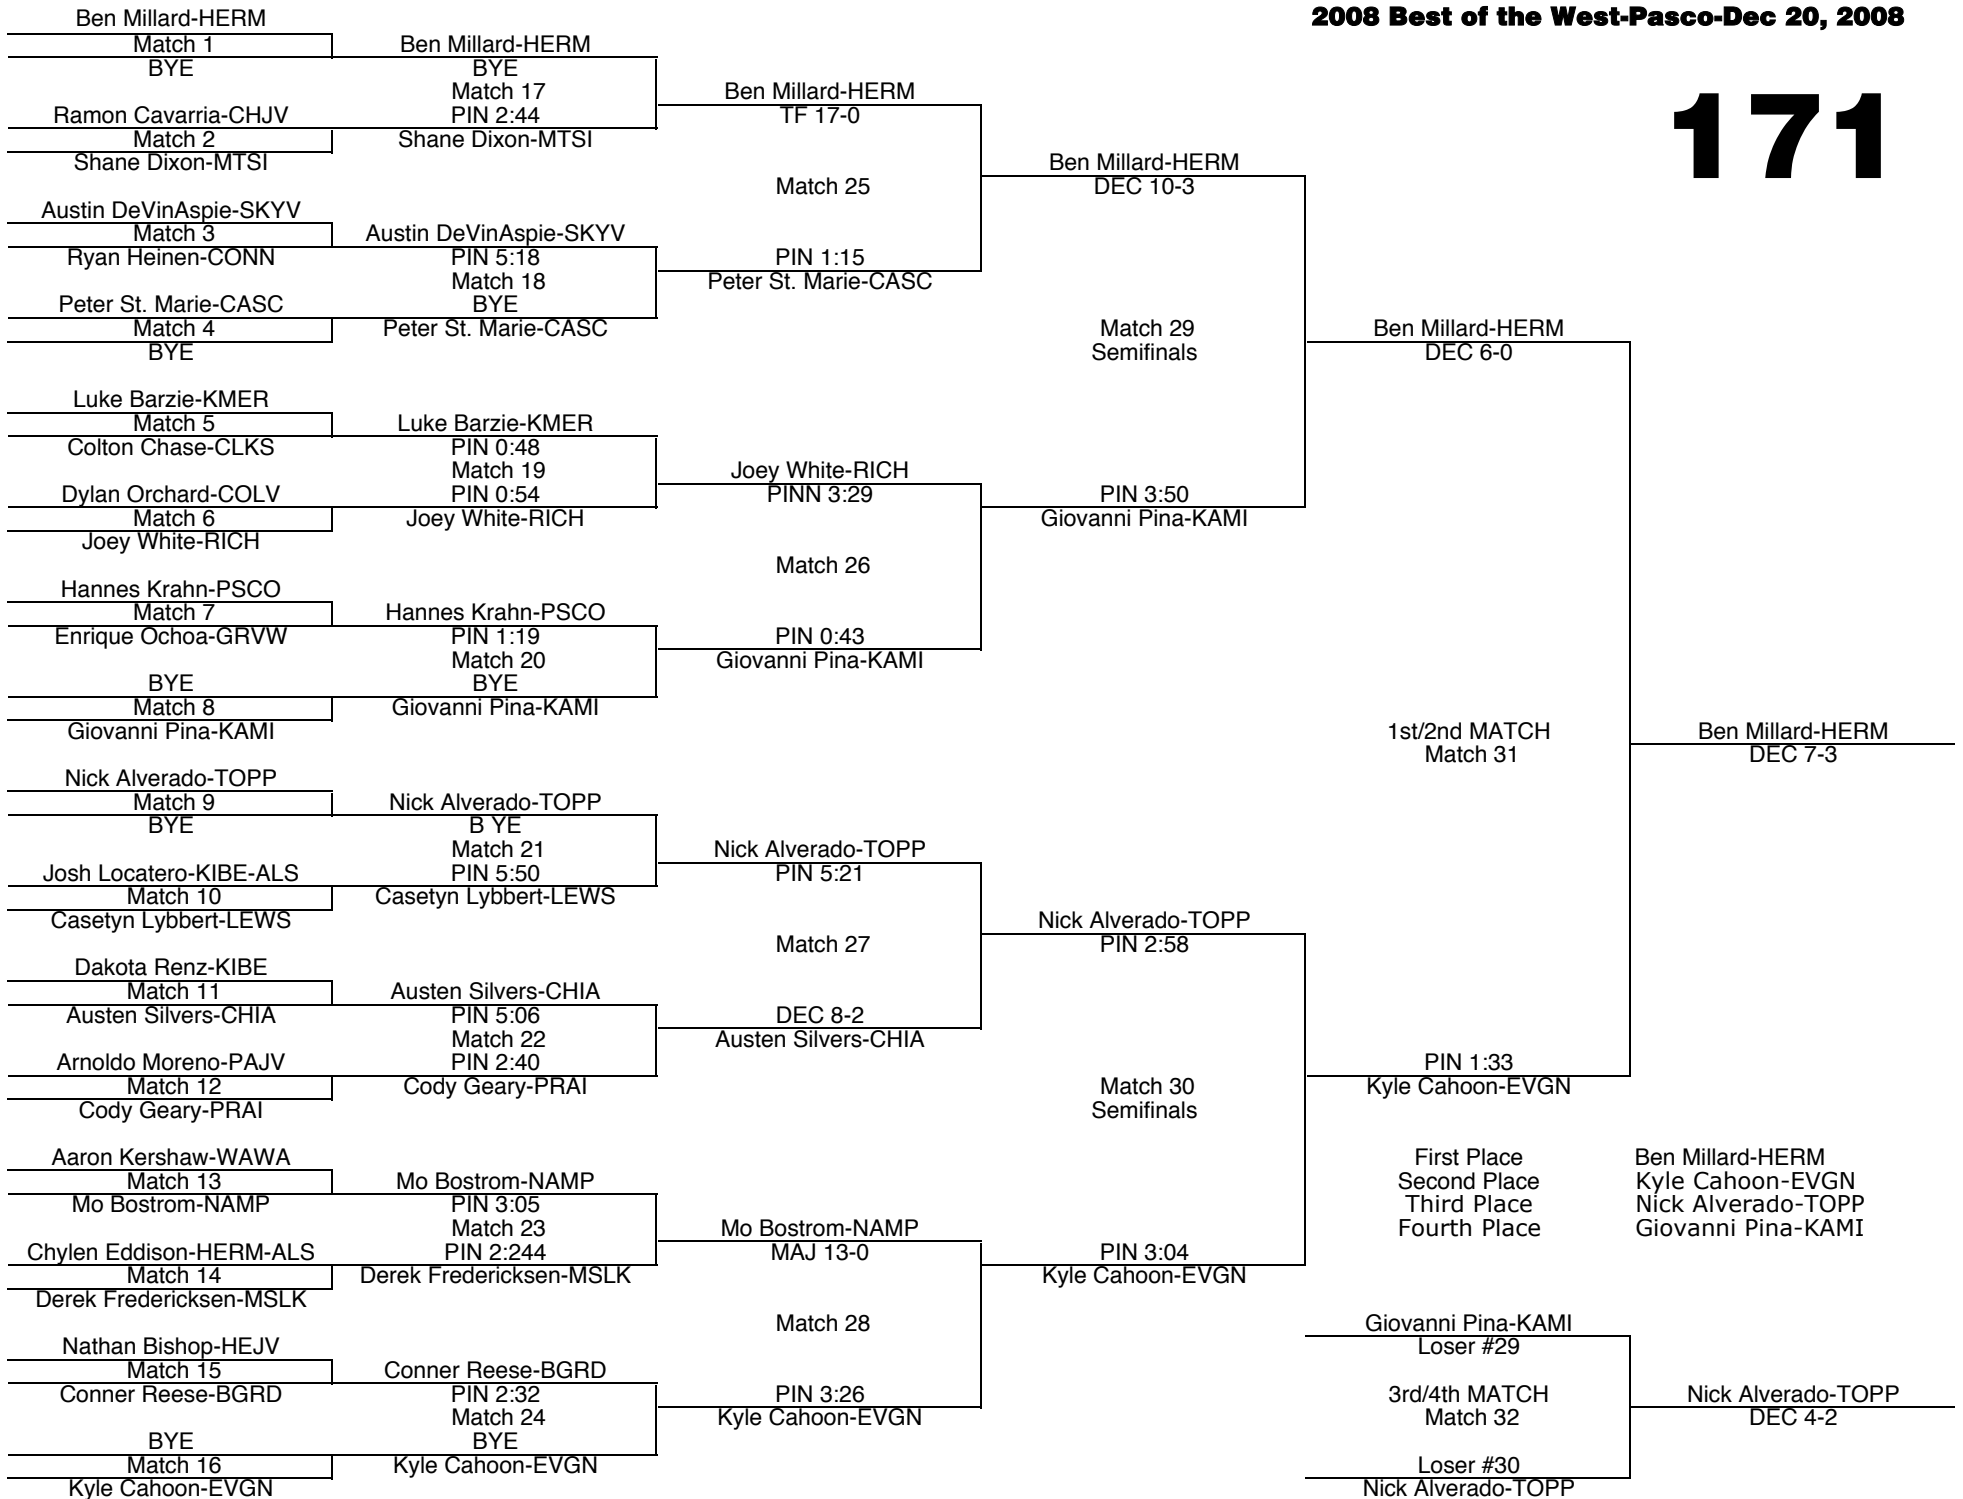 2008 Best of the West-Pasco-Dec 20, 2008
171
Ben Millard-HERM
Match 1
BYE
Ramon Cavarria-CHJV
Match 2
Shane Dixon-MTSI
Austin DeVinAspie-SKYV
Match 3
Ryan Heinen-CONN
Peter St. Marie-CASC
Match 4
BYE
Luke Barzie-KMER
Match 5
Colton Chase-CLKS
Dylan Orchard-COLV
Match 6
Joey White-RICH
Hannes Krahn-PSCO
Match 7
Enrique Ochoa-GRVW
BYE
Match 8
Giovanni Pina-KAMI
Nick Alverado-TOPP
Match 9
BYE
Josh Locatero-KIBE-ALS
Match 10
Casetyn Lybbert-LEWS
Dakota Renz-KIBE
Match 11
Austen Silvers-CHIA
Arnoldo Moreno-PAJV
Match 12
Cody Geary-PRAI
Aaron Kershaw-WAWA
Match 13
Mo Bostrom-NAMP
Chylen Eddison-HERM-ALS
Match 14
Derek Fredericksen-MSLK
Nathan Bishop-HEJV
Match 15
Conner Reese-BGRD
BYE
Match 16
Kyle Cahoon-EVGN
Ben Millard-HERM
BYE
Match 17
PIN 2:44
Shane Dixon-MTSI
Austin DeVinAspie-SKYV
PIN 5:18
Match 18
BYE
Peter St. Marie-CASC
Luke Barzie-KMER
PIN 0:48
Match 19
PIN 0:54
Joey White-RICH
Hannes Krahn-PSCO
PIN 1:19
Match 20
BYE
Giovanni Pina-KAMI
Nick Alverado-TOPP
B YE
Match 21
PIN 5:50
Casetyn Lybbert-LEWS
Austen Silvers-CHIA
PIN 5:06
Match 22
PIN 2:40
Cody Geary-PRAI
Mo Bostrom-NAMP
PIN 3:05
Match 23
PIN 2:244
Derek Fredericksen-MSLK
Conner Reese-BGRD
PIN 2:32
Match 24
BYE
Kyle Cahoon-EVGN
Ben Millard-HERM
TF 17-0
Match 25
PIN 1:15
Peter St. Marie-CASC
Joey White-RICH
PINN 3:29
Match 26
PIN 0:43
Giovanni Pina-KAMI
Nick Alverado-TOPP
PIN 5:21
Match 27
DEC 8-2
Austen Silvers-CHIA
Mo Bostrom-NAMP
MAJ 13-0
Match 28
PIN 3:26
Kyle Cahoon-EVGN
Ben Millard-HERM
DEC 10-3
Match 29
Semifinals
PIN 3:50
Giovanni Pina-KAMI
Nick Alverado-TOPP
PIN 2:58
Match 30
Semifinals
PIN 3:04
Kyle Cahoon-EVGN
Ben Millard-HERM
DEC 6-0
1st/2nd MATCH
Match 31
PIN 1:33
Kyle Cahoon-EVGN
Ben Millard-HERM
DEC 7-3
First Place Ben Millard-HERM
Second Place Kyle Cahoon-EVGN
Third Place Nick Alverado-TOPP
Fourth Place Giovanni Pina-KAMI
Giovanni Pina-KAMI
Loser #29
3rd/4th MATCH
Match 32
Loser #30
Nick Alverado-TOPP
Nick Alverado-TOPP
DEC 4-2